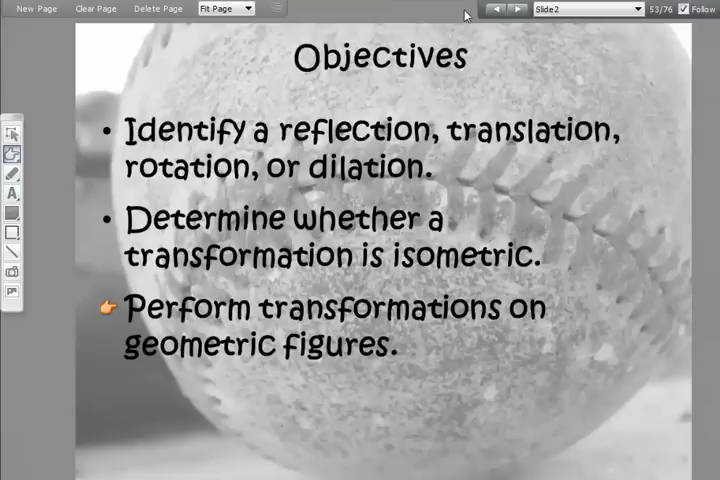 New Page Clear Page Delete Page Fit Page Slide2 53/76 Follow
Objectives
• Identify a reflection, translation,
rotation, or dilation.
• Determine whether a
transformation is isometric.
Perform transformations on
geometric figures.
A